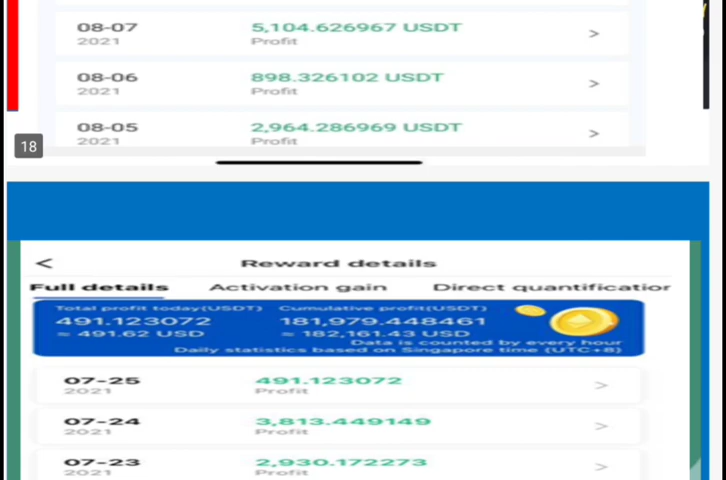 08-07 5,104.626967 USDT >
2021 Profit
08-06 898.326102 USDT >
2021 Profit
08-05 2,964.286969 USDT >
2021 Profit
18
< Reward details
Full details Activation gain Direct quantification
Total profit today(USDT) Cumulative profit(USDT)
491.123072 181,979.448461
≈ 491.62 USD ≈ 182,161.43 USD
Data is counted by every hour
Daily statistics based on Singapore time (UTC+8)
07-25 491.123072 >
2021 Profit
07-24 3,813.449149 >
2021 Profit
07-23 2,930.172273 >
2021 Profit